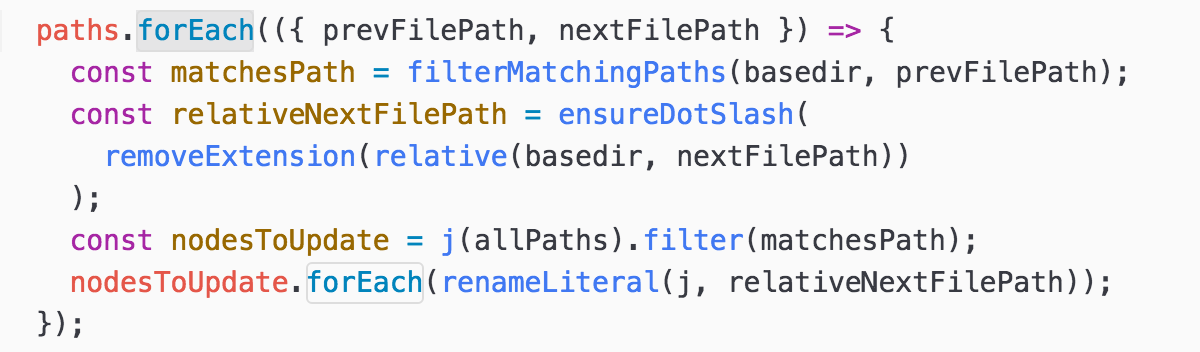 paths.forEach(({ prevFilePath, nextFilePath }) => {
  const matchesPath = filterMatchingPaths(basedir, prevFilePath);
  const relativeNextFilePath = ensureDotSlash(
    removeExtension(relative(basedir, nextFilePath))
  );
  const nodesToUpdate = j(allPaths).filter(matchesPath);
  nodesToUpdate.forEach(renameLiteral(j, relativeNextFilePath));
});